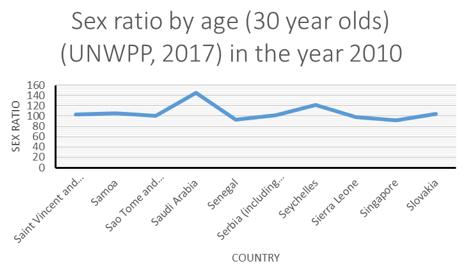 Sex ratio by age (30 year olds)
(UNWPP, 2017) in the year 2010
160
140
120
100
80
60
40
20
0
SEX RATIO
Saint Vincent and...
Samoa
Sao Tome and...
Saudi Arabia
Senegal
Serbia (including...
Seychelles
Sierra Leone
Singapore
Slovakia
COUNTRY